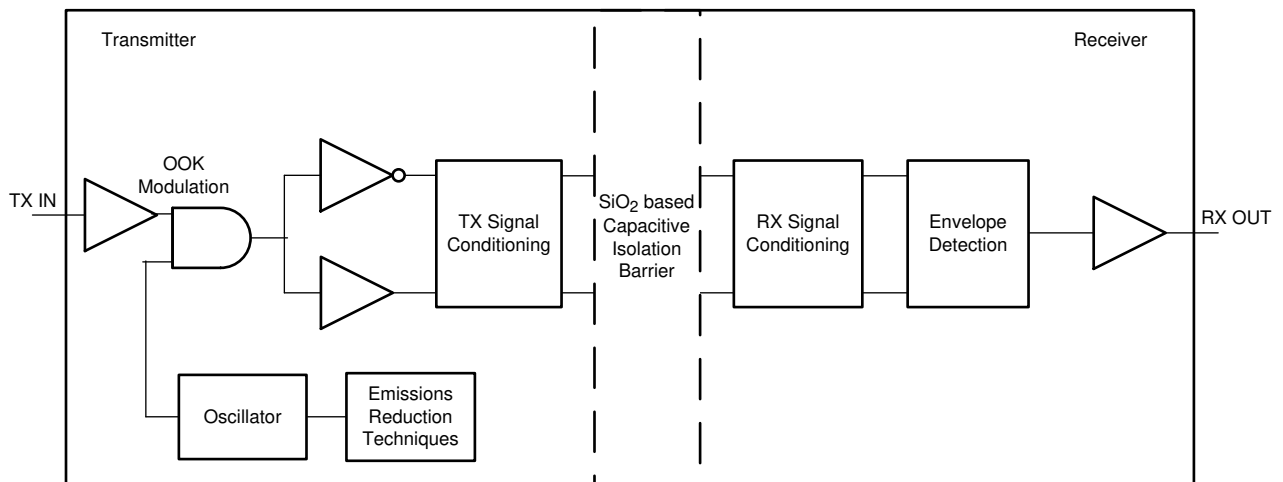 Transmitter
Receiver
OOK
Modulation
TX IN
TX Signal
Conditioning
SiO2 based
Capacitive
Isolation
Barrier
RX Signal
Conditioning
Envelope
Detection
RX OUT
Oscillator
Emissions
Reduction
Techniques